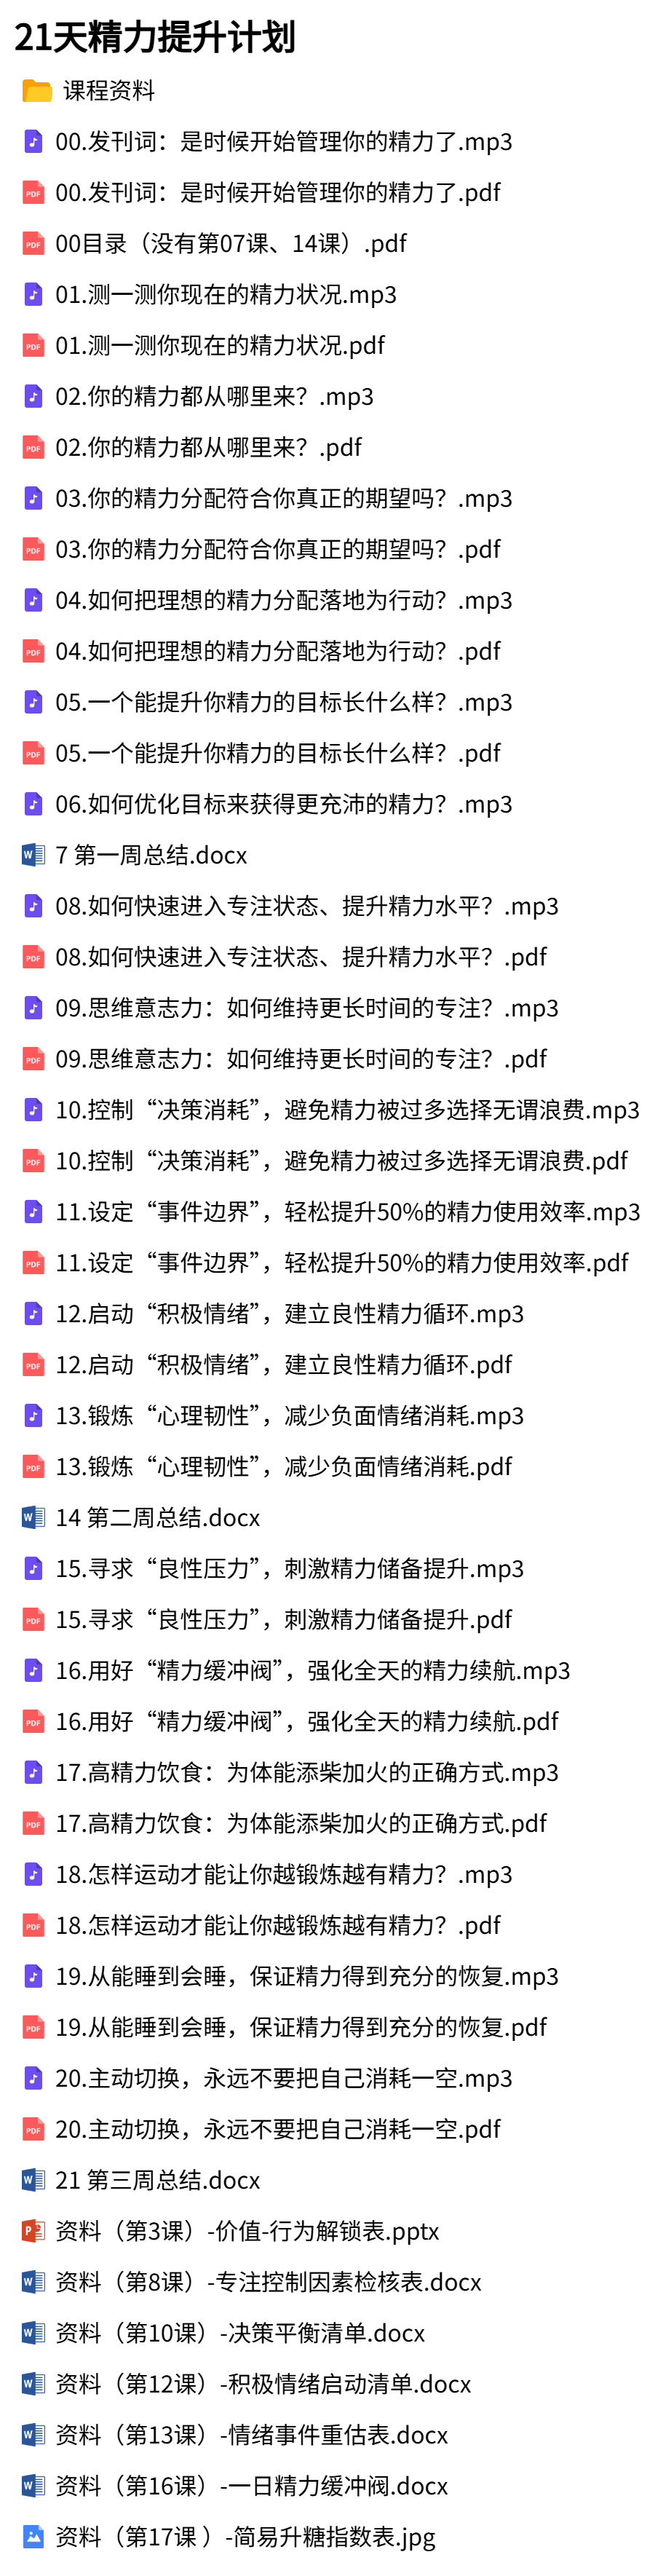 21天精力提升计划
课程资料
00.发刊词：是时候开始管理你的精力了.mp3
00.发刊词：是时候开始管理你的精力了.pdf
00目录（没有第07课、14课）.pdf
01.测一测你现在的精力状况.mp3
01.测一测你现在的精力状况.pdf
02.你的精力都从哪里来？.mp3
02.你的精力都从哪里来？.pdf
03.你的精力分配符合你真正的期望吗？.mp3
03.你的精力分配符合你真正的期望吗？.pdf
04.如何把理想的精力分配落地为行动？.mp3
04.如何把理想的精力分配落地为行动？.pdf
05.一个能提升你精力的目标长什么样？.mp3
05.一个能提升你精力的目标长什么样？.pdf
06.如何优化目标来获得更充沛的精力？.mp3
7 第一周总结.docx
08.如何快速进入专注状态、提升精力水平？.mp3
08.如何快速进入专注状态、提升精力水平？.pdf
09.思维意志力：如何维持更长时间的专注？.mp3
09.思维意志力：如何维持更长时间的专注？.pdf
10.控制“决策消耗”，避免精力被过多选择无谓浪费.mp3
10.控制“决策消耗”，避免精力被过多选择无谓浪费.pdf
11.设定“事件边界”，轻松提升50%的精力使用效率.mp3
11.设定“事件边界”，轻松提升50%的精力使用效率.pdf
12.启动“积极情绪”，建立良性精力循环.mp3
12.启动“积极情绪”，建立良性精力循环.pdf
13.锻炼“心理韧性”，减少负面情绪消耗.mp3
13.锻炼“心理韧性”，减少负面情绪消耗.pdf
14 第二周总结.docx
15.寻求“良性压力”，刺激精力储备提升.mp3
15.寻求“良性压力”，刺激精力储备提升.pdf
16.用好“精力缓冲阀”，强化全天的精力续航.mp3
16.用好“精力缓冲阀”，强化全天的精力续航.pdf
17.高精力饮食：为体能添柴加火的正确方式.mp3
17.高精力饮食：为体能添柴加火的正确方式.pdf
18.怎样运动才能让你越锻炼越有精力？.mp3
18.怎样运动才能让你越锻炼越有精力？.pdf
19.从能睡到会睡，保证精力得到充分的恢复.mp3
19.从能睡到会睡，保证精力得到充分的恢复.pdf
20.主动切换，永远不要把自己消耗一空.mp3
20.主动切换，永远不要把自己消耗一空.pdf
21 第三周总结.docx
资料（第3课）-价值-行为解锁表.pptx
资料（第8课）-专注控制因素检核表.docx
资料（第10课）-决策平衡清单.docx
资料（第12课）-积极情绪启动清单.docx
资料（第13课）-情绪事件重估表.docx
资料（第16课）-一日精力缓冲阀.docx
资料（第17课 ）-简易升糖指数表.jpg